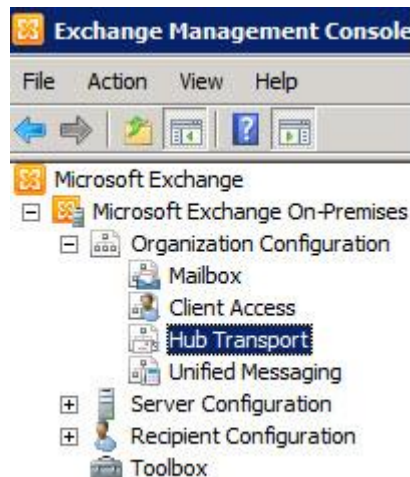 Exchange Management Console
File Action View Help
Microsoft Exchange
Microsoft Exchange On-Premises
Organization Configuration
Mailbox
Client Access
Hub Transport
Unified Messaging
Server Configuration
Recipient Configuration
Toolbox